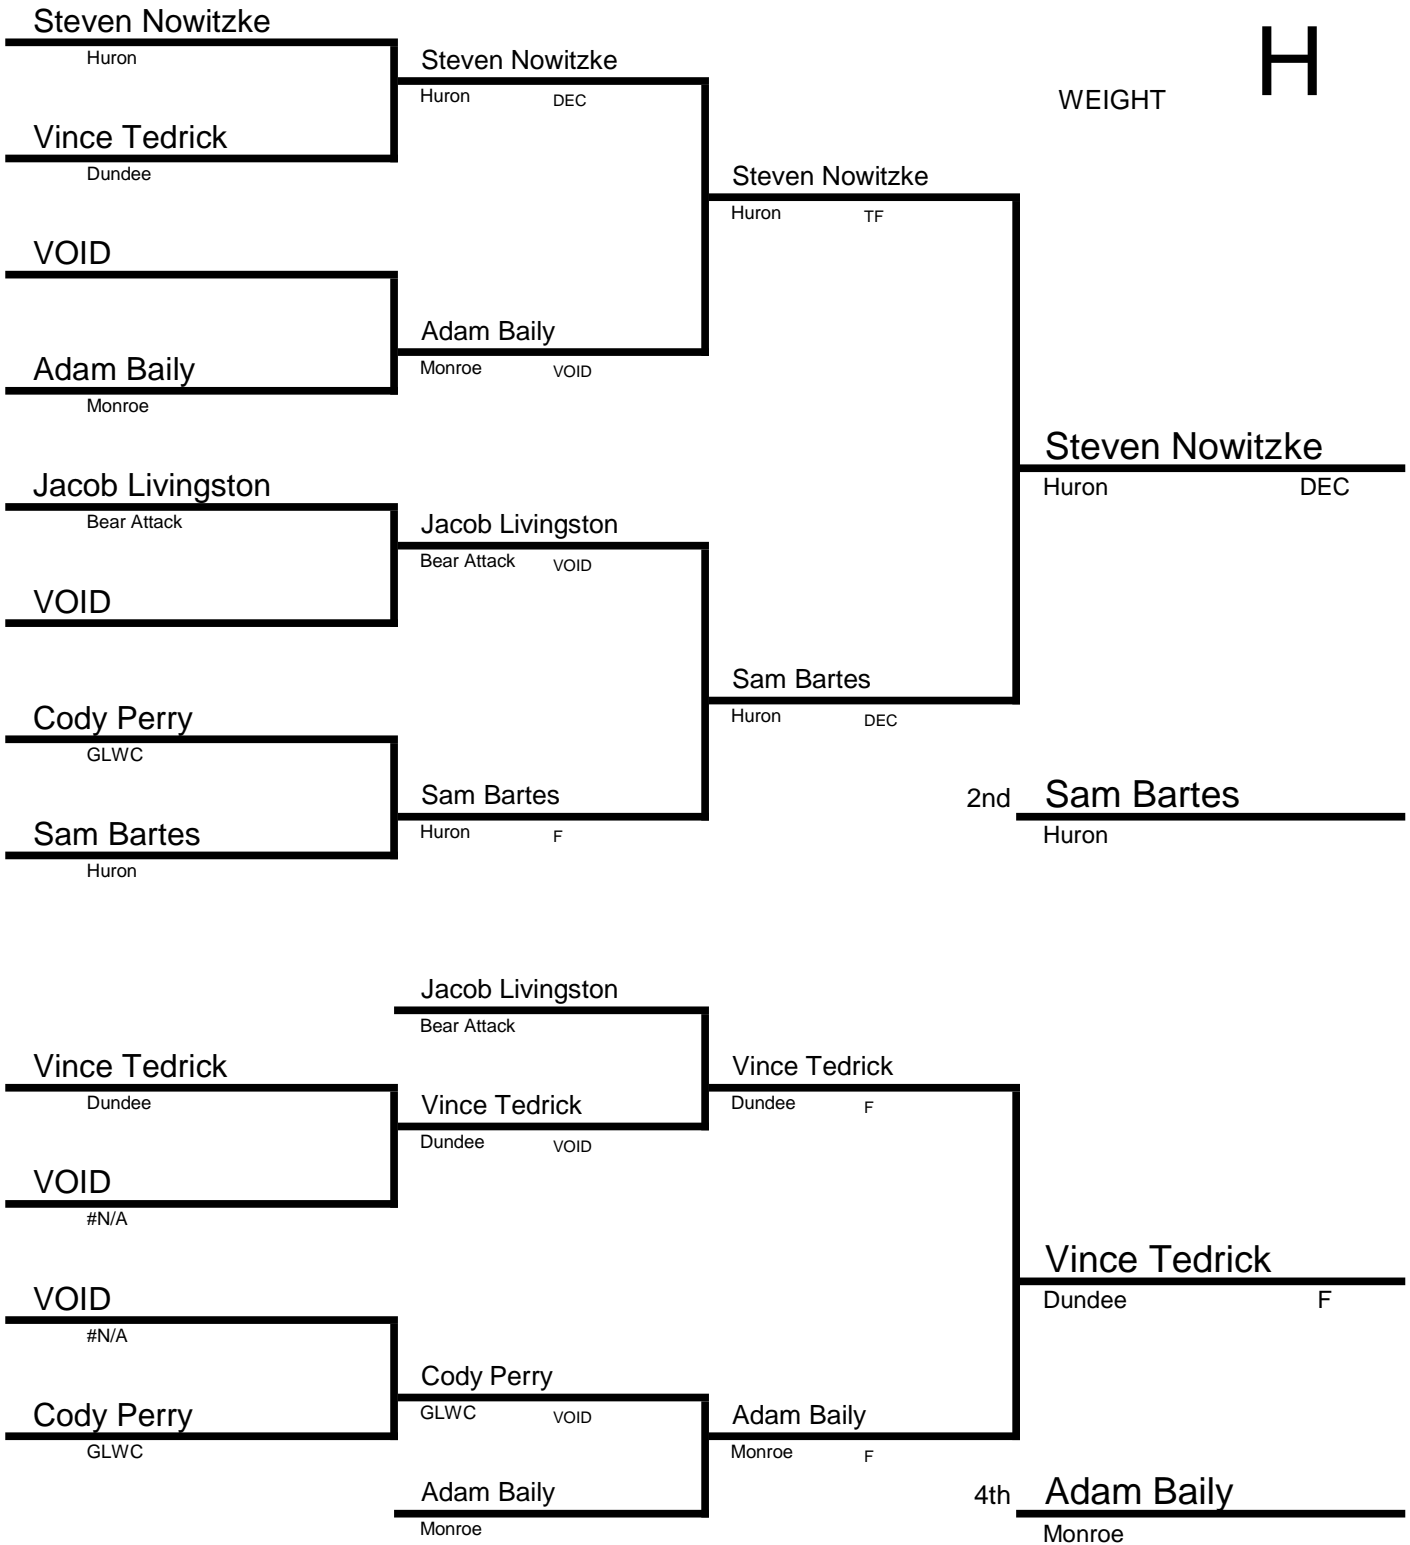 Steven Nowitzke
Huron
Steven Nowitzke
Huron DEC
WEIGHT H
Vince Tedrick
Dundee
Steven Nowitzke
Huron TF
VOID
Adam Baily
Monroe VOID
Adam Baily
Monroe
Steven Nowitzke
Huron DEC
Jacob Livingston
Bear Attack
Jacob Livingston
Bear Attack VOID
VOID
Sam Bartes
Huron DEC
Cody Perry
GLWC
Sam Bartes
Huron F
2nd Sam Bartes
Huron
Sam Bartes
Huron
Jacob Livingston
Bear Attack
Vince Tedrick
Dundee
Vince Tedrick
Dundee F
Vince Tedrick
Dundee VOID
VOID
#N/A
Vince Tedrick
Dundee F
VOID
#N/A
Cody Perry
GLWC VOID
Cody Perry
GLWC
Adam Baily
Monroe F
Adam Baily
Monroe
4th Adam Baily
Monroe